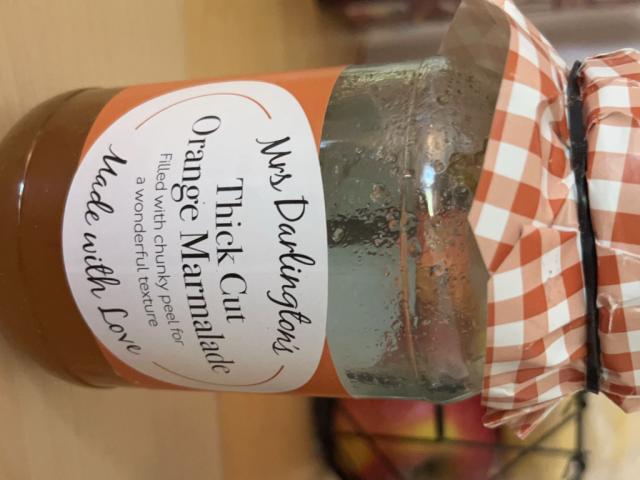 Mrs Darlington's
Thick Cut
Orange Marmalade
Filled with chunky peel for
a wonderful texture
Made with Love